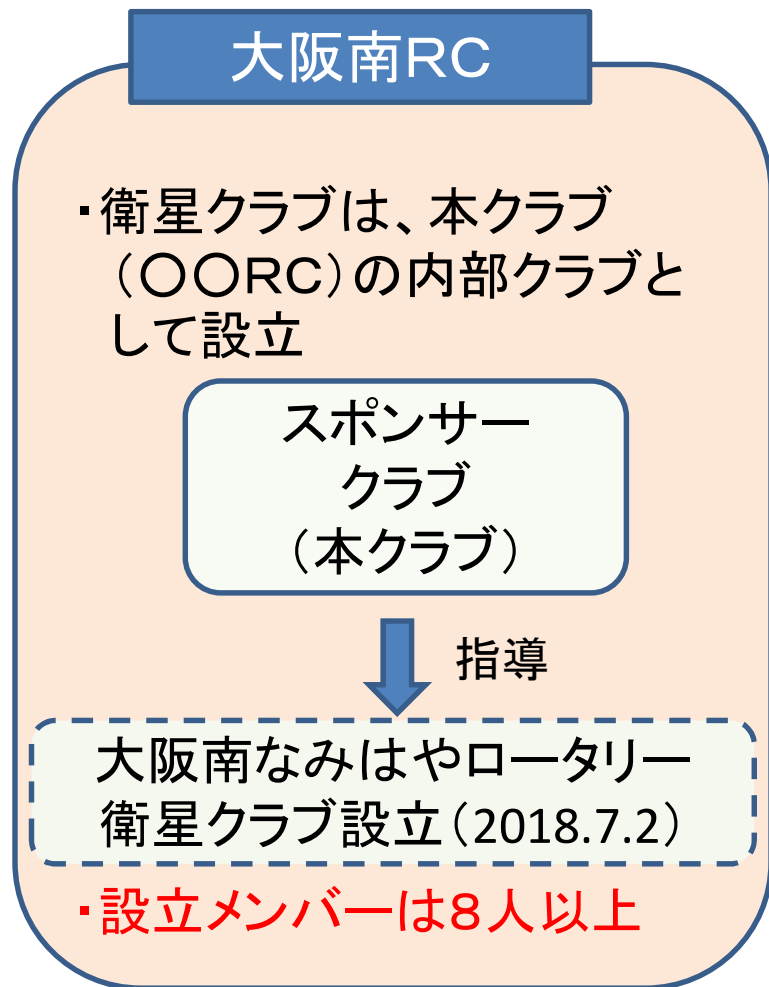 大阪南RC
・衛星クラブは、本クラブ
（〇〇RC）の内部クラブと
して設立
スポンサー
クラブ
（本クラブ）
指導
大阪南なみはやロータリー
衛星クラブ設立（2018.7.2）
・設立メンバーは８人以上